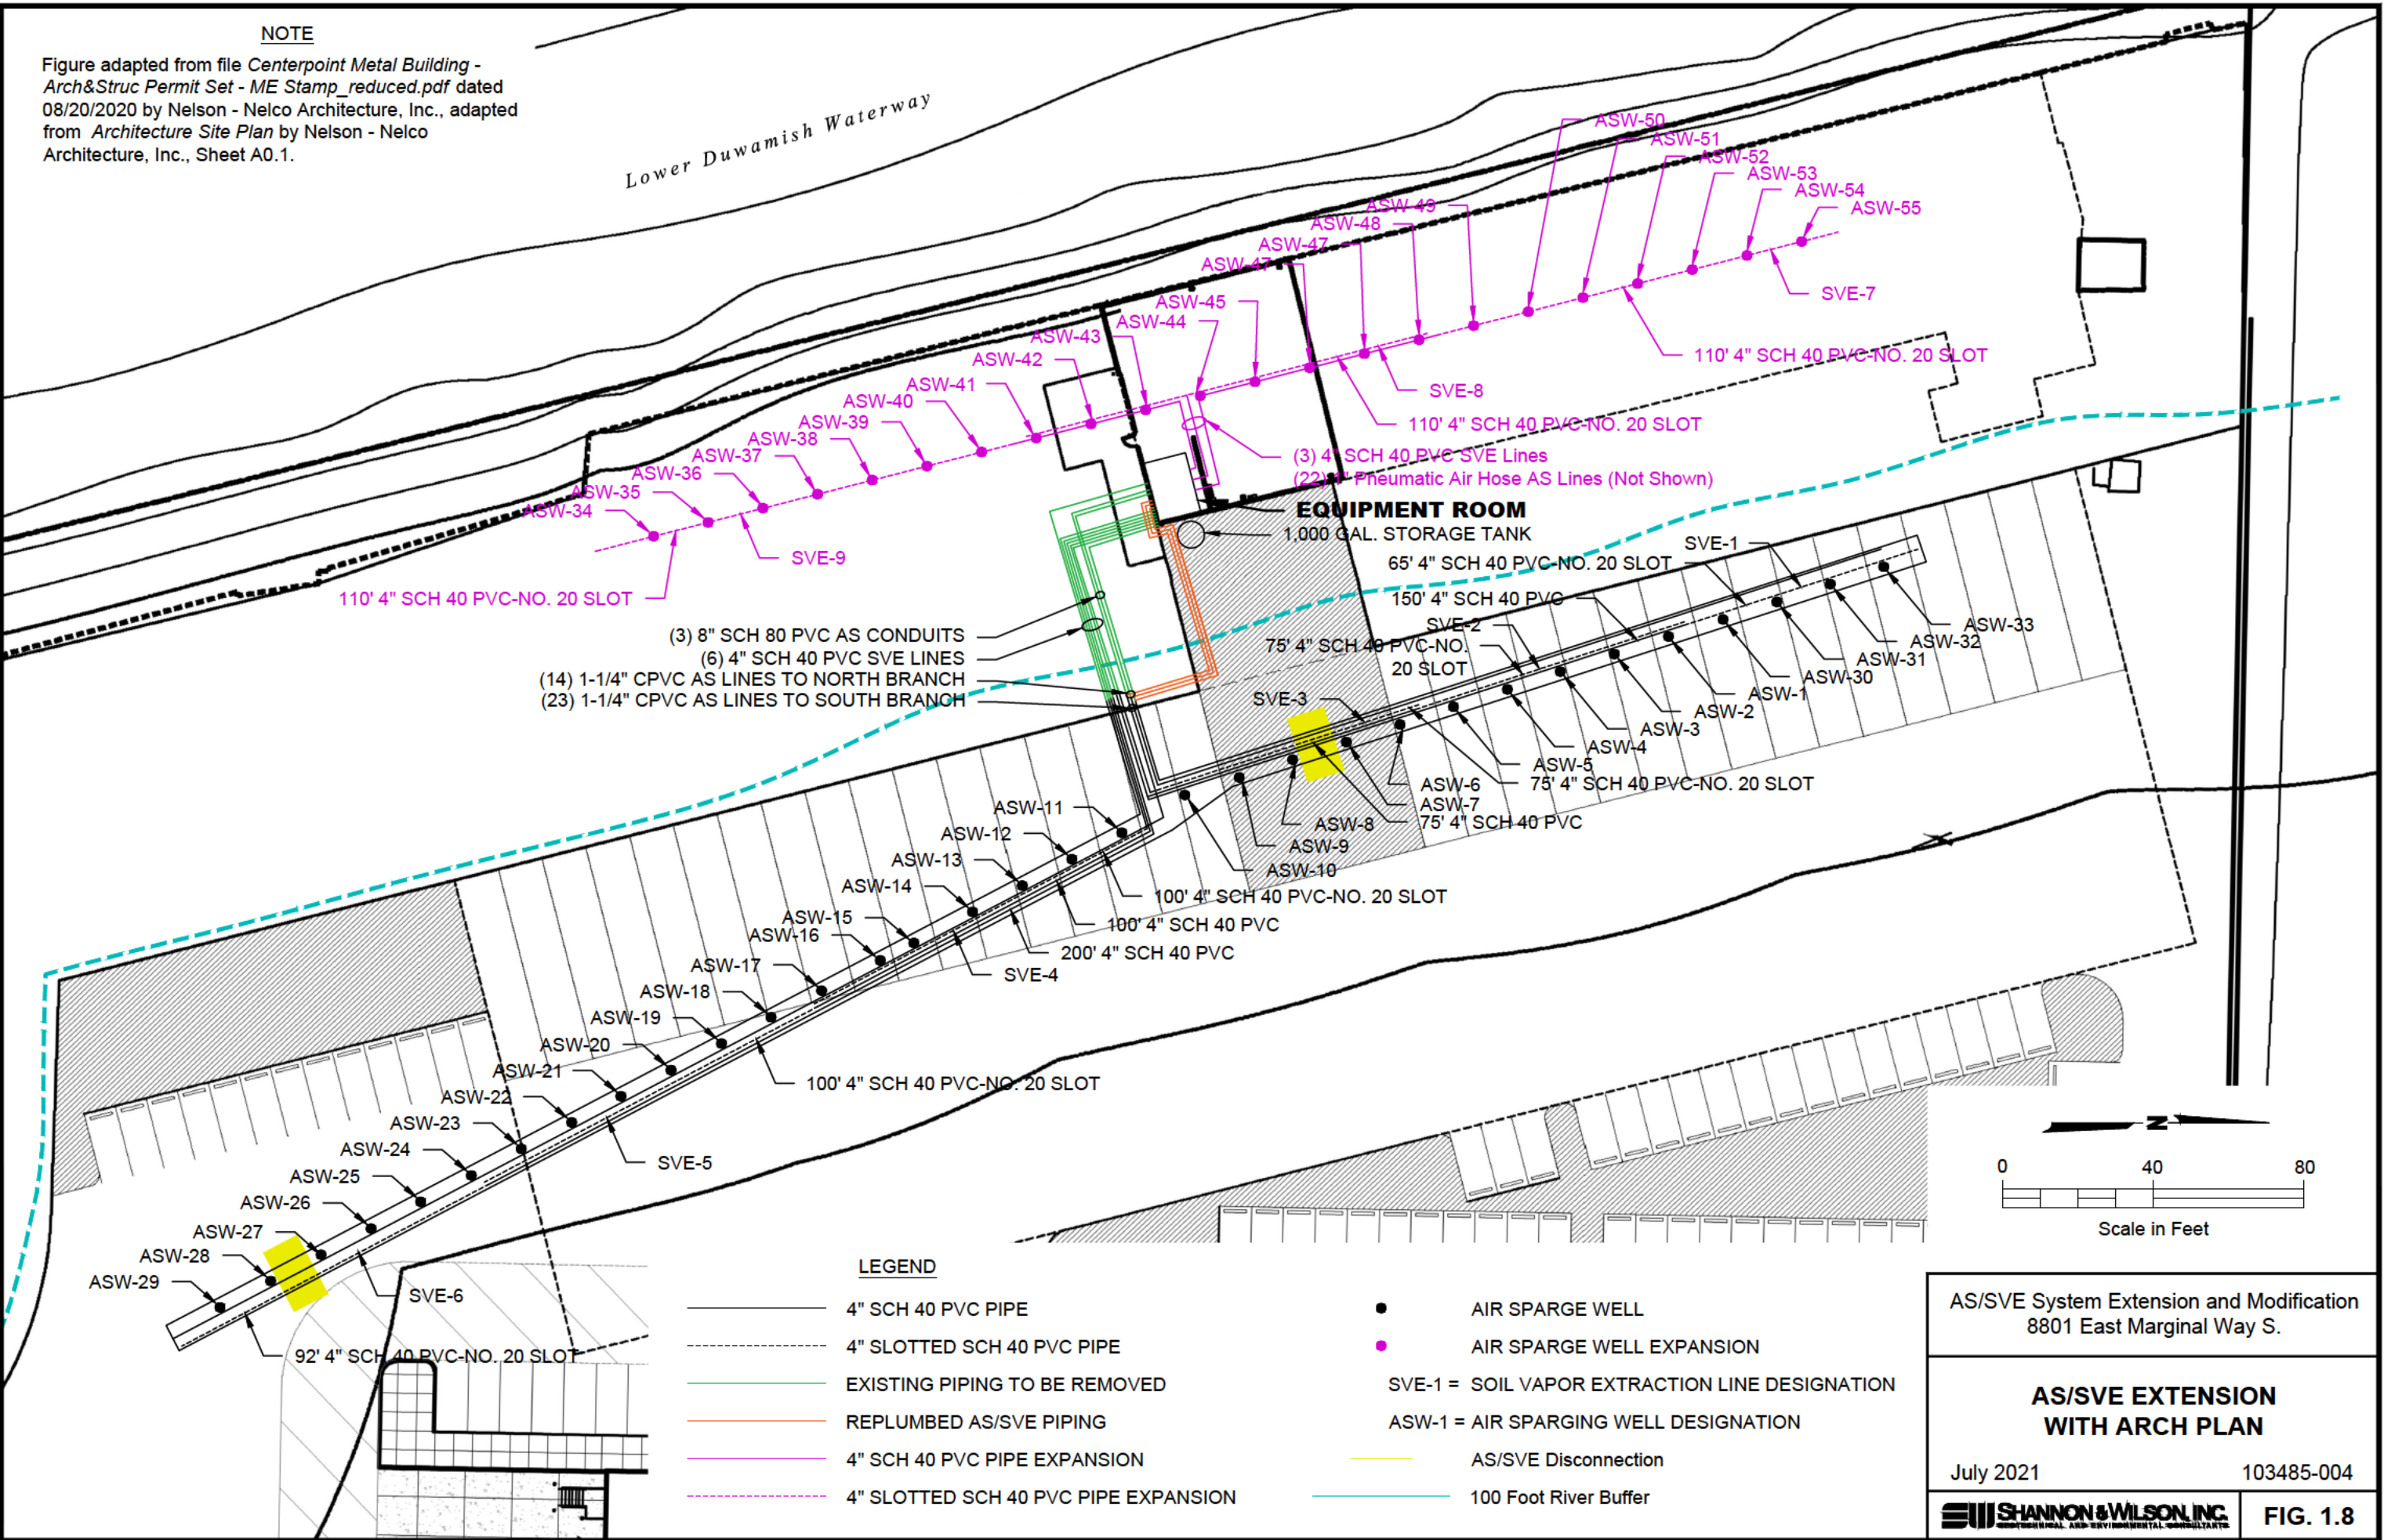 NOTE
Figure adapted from file Centerpoint Metal Building -
Arch&Struc Permit Set - ME Stamp_reduced.pdf dated
08/20/2020 by Nelson - Nelco Architecture, Inc., adapted
from Architecture Site Plan by Nelson - Nelco
Architecture, Inc., Sheet A0.1.
Lower Duwamish Waterway
ASW-50
ASW-51
ASW-52
ASW-53
ASW-54
ASW-55
ASW-49
ASW-48
ASW-47
ASW-47
ASW-45
ASW-44
ASW-43
ASW-42
ASW-41
ASW-40
ASW-39
ASW-38
ASW-37
ASW-36
ASW-35
ASW-34
SVE-7
110' 4" SCH 40 PVC-NO. 20 SLOT
SVE-8
110' 4" SCH 40 PVC-NO. 20 SLOT
(3) 4" SCH 40 PVC SVE Lines
(22) 1" Pneumatic Air Hose AS Lines (Not Shown)
SVE-9
110' 4" SCH 40 PVC-NO. 20 SLOT
EQUIPMENT ROOM
1,000 GAL. STORAGE TANK
SVE-1
65' 4" SCH 40 PVC-NO. 20 SLOT
150' 4" SCH 40 PVC
SVE-2
75' 4" SCH 40 PVC-NO.
20 SLOT
SVE-3
(3) 8" SCH 80 PVC AS CONDUITS
(6) 4" SCH 40 PVC SVE LINES
(14) 1-1/4" CPVC AS LINES TO NORTH BRANCH
(23) 1-1/4" CPVC AS LINES TO SOUTH BRANCH
ASW-33
ASW-32
ASW-31
ASW-30
ASW-1
ASW-2
ASW-3
ASW-4
ASW-5
75' 4" SCH 40 PVC-NO. 20 SLOT
ASW-6
ASW-7
75' 4" SCH 40 PVC
ASW-8
ASW-9
ASW-10
ASW-11
ASW-12
ASW-13
ASW-14
ASW-15
ASW-16
ASW-17
ASW-18
ASW-19
ASW-20
ASW-21
ASW-22
ASW-23
ASW-24
ASW-25
ASW-26
ASW-27
ASW-28
ASW-29
100' 4" SCH 40 PVC-NO. 20 SLOT
100' 4" SCH 40 PVC
200' 4" SCH 40 PVC
SVE-4
100' 4" SCH 40 PVC-NO. 20 SLOT
SVE-5
SVE-6
92' 4" SCH 40 PVC-NO. 20 SLOT
N
0 40 80
Scale in Feet
LEGEND
4" SCH 40 PVC PIPE
4" SLOTTED SCH 40 PVC PIPE
EXISTING PIPING TO BE REMOVED
REPLUMBED AS/SVE PIPING
4" SCH 40 PVC PIPE EXPANSION
4" SLOTTED SCH 40 PVC PIPE EXPANSION
AIR SPARGE WELL
AIR SPARGE WELL EXPANSION
SVE-1 = SOIL VAPOR EXTRACTION LINE DESIGNATION
ASW-1 = AIR SPARGING WELL DESIGNATION
AS/SVE Disconnection
100 Foot River Buffer
AS/SVE System Extension and Modification
8801 East Marginal Way S.
AS/SVE EXTENSION
WITH ARCH PLAN
July 2021 103485-004
SHANNON & WILSON, INC.
GEOTECHNICAL AND ENVIRONMENTAL CONSULTANTS
FIG. 1.8